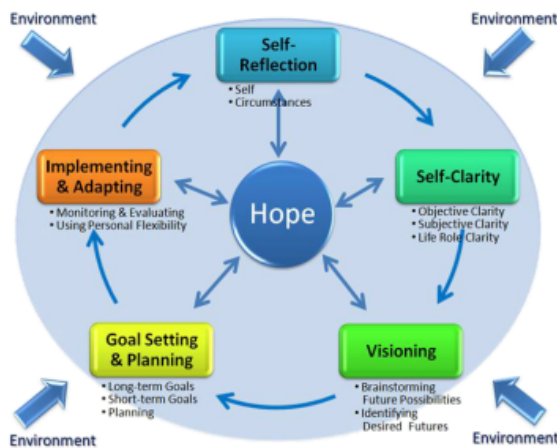 Environment
Environment
Self-
Reflection
• Self
• Circumstances
Implementing
& Adapting
• Monitoring & Evaluating
• Using Personal Flexibility
Hope
Self-Clarity
• Objective Clarity
• Subjective Clarity
• Life Role Clarity
Goal Setting
& Planning
• Long-term Goals
• Short-term Goals
• Planning
Visioning
• Brainstorming
Future Possibilities
• Identifying
Desired Futures
Environment
Environment